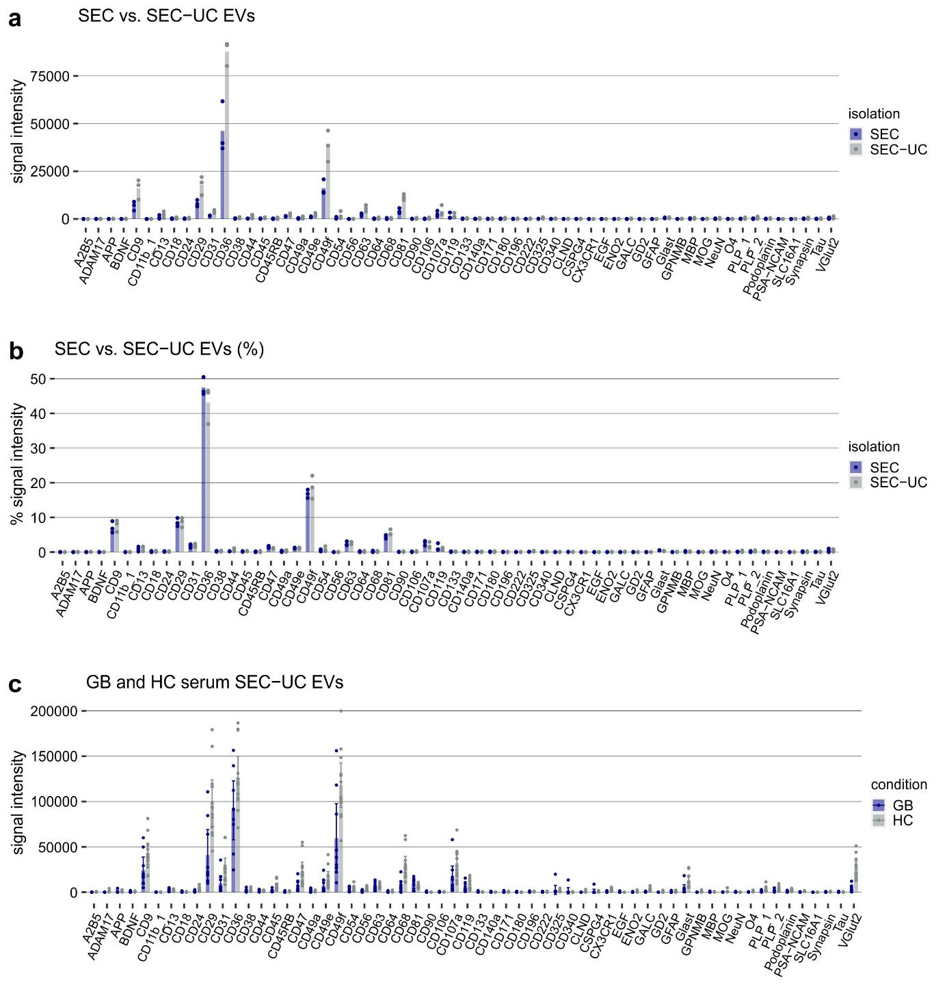 a
SEC vs. SEC−UC EVs
signal intensity
75000
50000
25000
0
isolation
SEC
SEC−UC
A2B5
ADAM17
APP
BDNF
CD9
CD11b_1
CD13
CD18
CD24
CD29
CD31
CD36
CD38
CD44
CD45
CD45RB
CD47
CD49a
CD49e
CD49f
CD54
CD56
CD63
CD64
CD68
CD81
CD90
CD106
CD107a
CD119
CD133
CD140a
CD171
CD180
CD196
CD222
CD325
CD340
CLND
CSPG4
CX3CR1
EGF
ENO2
GALC
GD2
GFAP
Glast
GPNMB
MBP
MOG
NeuN
O4
PLP_1
PLP_2
Podoplanin
PSA−NCAM
SLC16A1
Synapsin
Tau
VGlut2
b
SEC vs. SEC−UC EVs (%)
% signal intensity
50
40
30
20
10
0
isolation
SEC
SEC−UC
A2B5
ADAM17
APP
BDNF
CD9
CD11b_1
CD13
CD18
CD24
CD29
CD31
CD36
CD38
CD44
CD45
CD45RB
CD47
CD49a
CD49e
CD49f
CD54
CD56
CD63
CD64
CD68
CD81
CD90
CD106
CD107a
CD119
CD133
CD140a
CD171
CD180
CD196
CD222
CD325
CD340
CLND
CSPG4
CX3CR1
EGF
ENO2
GALC
GD2
GFAP
Glast
GPNMB
MBP
MOG
NeuN
O4
PLP_1
PLP_2
Podoplanin
PSA−NCAM
SLC16A1
Synapsin
Tau
VGlut2
c
GB and HC serum SEC−UC EVs
signal intensity
200000
150000
100000
50000
0
condition
GB
HC
A2B5
ADAM17
APP
BDNF
CD9
CD11b_1
CD13
CD18
CD24
CD29
CD31
CD36
CD38
CD44
CD45
CD45RB
CD47
CD49a
CD49e
CD49f
CD54
CD56
CD63
CD64
CD68
CD81
CD90
CD106
CD107a
CD119
CD133
CD140a
CD171
CD180
CD196
CD222
CD325
CD340
CLND
CSPG4
CX3CR1
EGF
ENO2
GALC
GD2
GFAP
Glast
GPNMB
MBP
MOG
NeuN
O4
PLP_1
PLP_2
Podoplanin
PSA−NCAM
SLC16A1
Synapsin
Tau
VGlut2